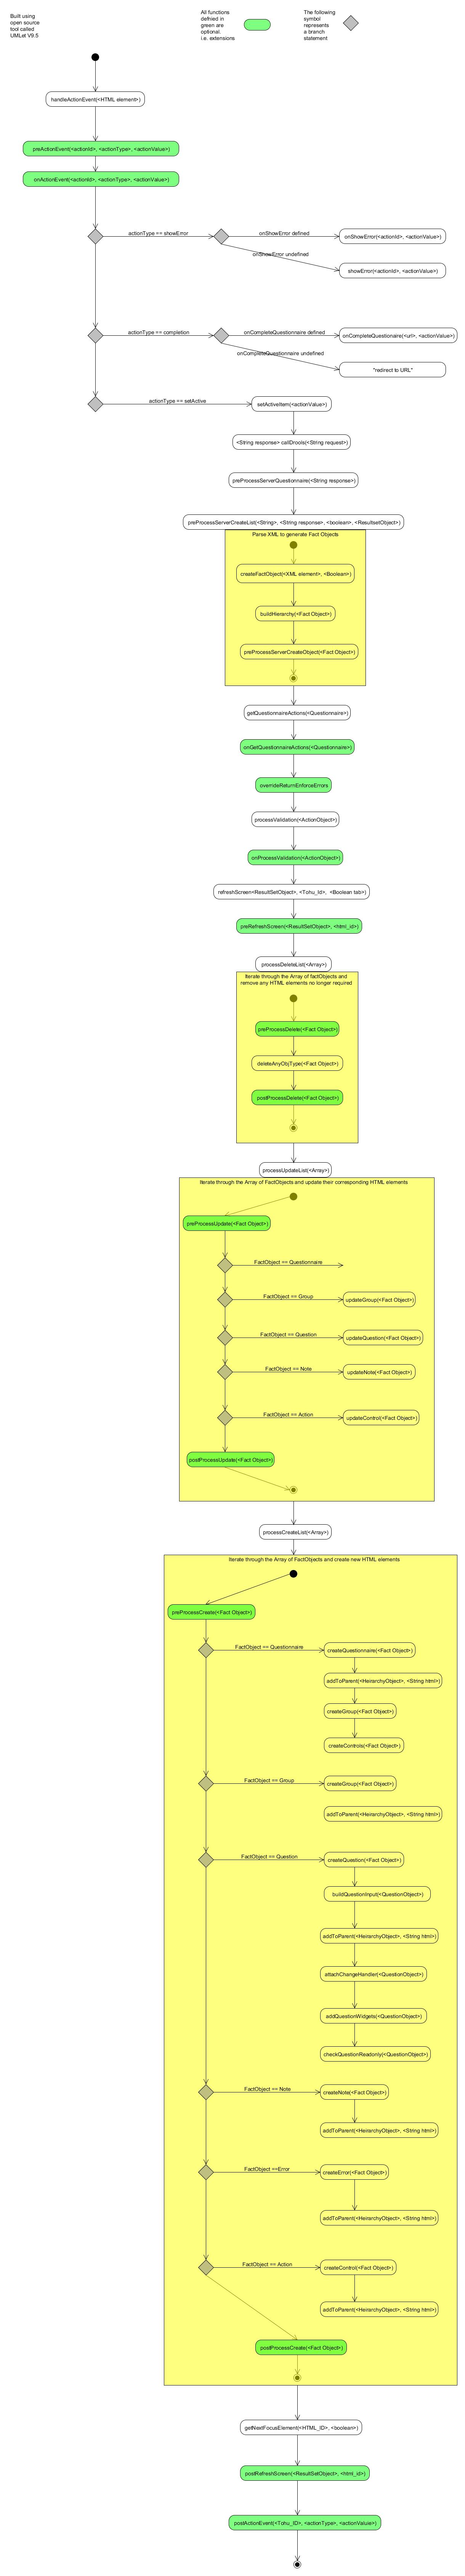 Built using
open source
tool called
UMLet V9.5
All functions
defnied in
green are
optional.
i.e. extensions
The following
symbol
represents
a branch
statement
handleActionEvent(<HTML element>)
preActionEvent(<actionId>, <actionType>, <actionValue>)
onActionEvent(<actionId>, <actionType>, <actionValue>)
actionType == showError
onShowError defined
onShowError(<actionId>, <actionValue>)
onShowError undefined
showError(<actionId>, <actionValue>)
actionType == completion
onCompleteQuestionnaire defined
onCompleteQuestionaire(<url>, <actionValue>)
onCompleteQuestionnaire undefined
"redirect to URL"
actionType == setActive
setActiveItem(<actionValue>)
<String response> callDrools(<String request>)
preProcessServerQuestionnaire(<String response>)
preProcessServerCreateList(<String>, <String response>, <boolean>, <ResultsetObject>)
Parse XML to generate Fact Objects
createFactObject(<XML element>, <Boolean>)
buildHierarchy(<Fact Object>)
preProcessServerCreateObject(<Fact Object>)
getQuestionnaireActions(<Questionnaire>)
onGetQuestionnaireActions(<Questionnaire>)
overrideReturnEnforceErrors
processValidation(<ActionObject>)
onProcessValidation(<ActionObject>)
refreshScreen<ResultSetObject>, <Tohu_Id>,  <Boolean tab>)
preRefreshScreen(<ResultSetObject>, <html_id>)
processDeleteList(<Array>)
Iterate through the Array of factObjects and
remove any HTML elements no longer required
preProcessDelete(<Fact Object>)
deleteAnyObjType(<Fact Object>)
postProcessDelete(<Fact Object>)
processUpdateList(<Array>)
Iterate through the Array of FactObjects and update their corresponding HTML elements
preProcessUpdate(<Fact Object>)
FactObject == Questionnaire
FactObject == Group
updateGroup(<Fact Object>)
FactObject == Question
updateQuestion(<Fact Object>)
FactObject == Note
updateNote(<Fact Object>)
FactObject == Action
updateControl(<Fact Object>)
postProcessUpdate(<Fact Object>)
processCreateList(<Array>)
Iterate through the Array of FactObjects and create new HTML elements
preProcessCreate(<Fact Object>)
FactObject == Questionnaire
createQuestionnaire(<Fact Object>)
addToParent(<HeirarchyObject>, <String html>)
createGroup(<Fact Object>)
createControls(<Fact Object>)
FactObject == Group
createGroup(<Fact Object>)
addToParent(<HeirarchyObject>, <String html>)
FactObject == Question
createQuestion(<Fact Object>)
buildQuestionInput(<QuestionObject>)
addToParent(<HeirarchyObject>, <String html>)
attachChangeHandler(<QuestionObject>)
addQuestionWidgets(<QuestionObject>)
checkQuestionReadonly(<QuestionObject>)
FactObject == Note
createNote(<Fact Object>)
addToParent(<HeirarchyObject>, <String html>)
FactObject ==Error
createError(<Fact Object>)
addToParent(<HeirarchyObject>, <String html>)
FactObject == Action
createControl(<Fact Object>)
addToParent(<HeirarchyObject>, <String html>)
postProcessCreate(<Fact Object>)
getNextFocusElement(<HTML_ID>, <boolean>)
postRefreshScreen(<ResultSetObject>, <html_id>)
postActionEvent(<Tohu_ID>, <actionType>, <actionValule>)